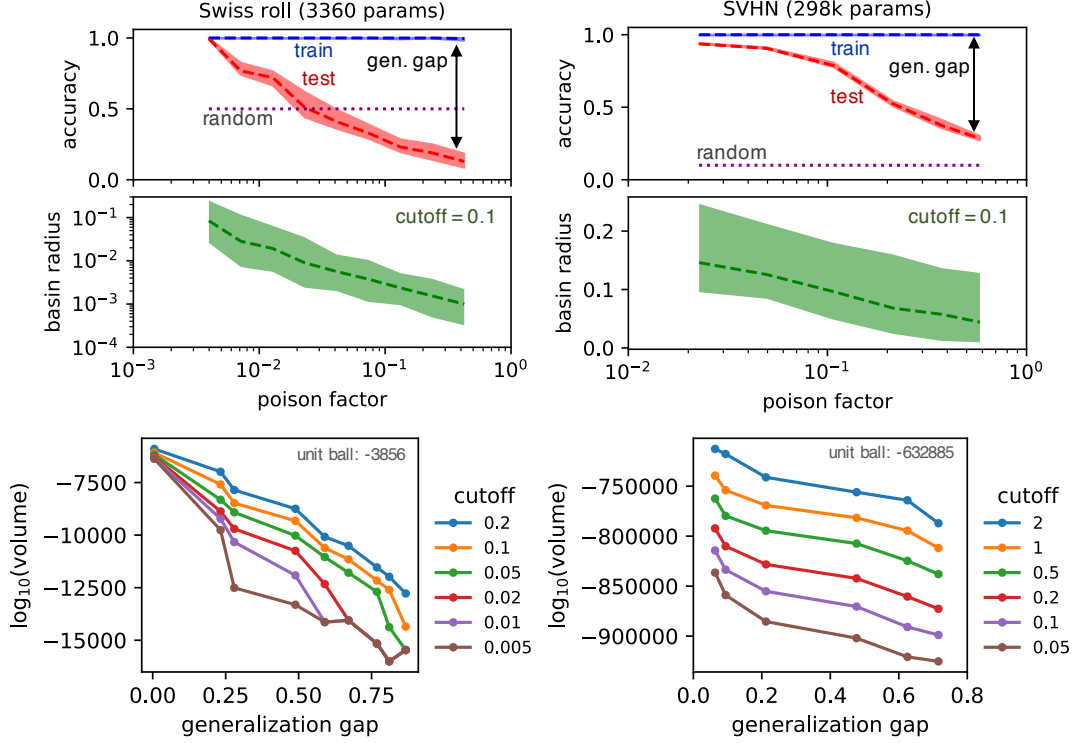 Swiss roll (3360 params)
accuracy
1.0
0.5
0.0
train
test
gen. gap
random
basin radius
10⁻¹
10⁻²
10⁻³
10⁻⁴
cutoff = 0.1
10⁻³ 10⁻² 10⁻¹ 10⁰
poison factor
SVHN (298k params)
accuracy
1.0
0.5
0.0
train
test
gen. gap
random
basin radius
0.2
0.1
0.0
cutoff = 0.1
10⁻² 10⁻¹ 10⁰
poison factor
log₁₀(volume)
−7500
−10000
−12500
−15000
unit ball: -3856
0.00 0.25 0.50 0.75
generalization gap
cutoff
0.2
0.1
0.05
0.02
0.01
0.005
log₁₀(volume)
−750000
−800000
−850000
−900000
unit ball: -632885
0.0 0.2 0.4 0.6 0.8
generalization gap
cutoff
2
1
0.5
0.2
0.1
0.05